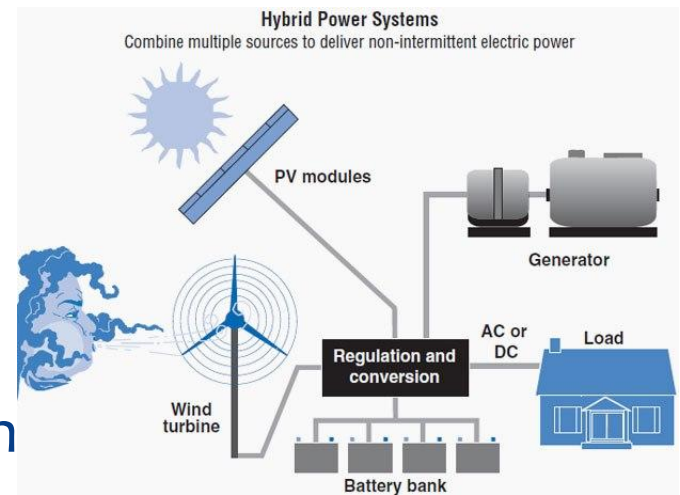 Hybrid Power Systems
Combine multiple sources to deliver non-intermittent electric power
PV modules
Generator
AC or
DC
Load
Regulation and
conversion
Wind
turbine
n
Battery bank